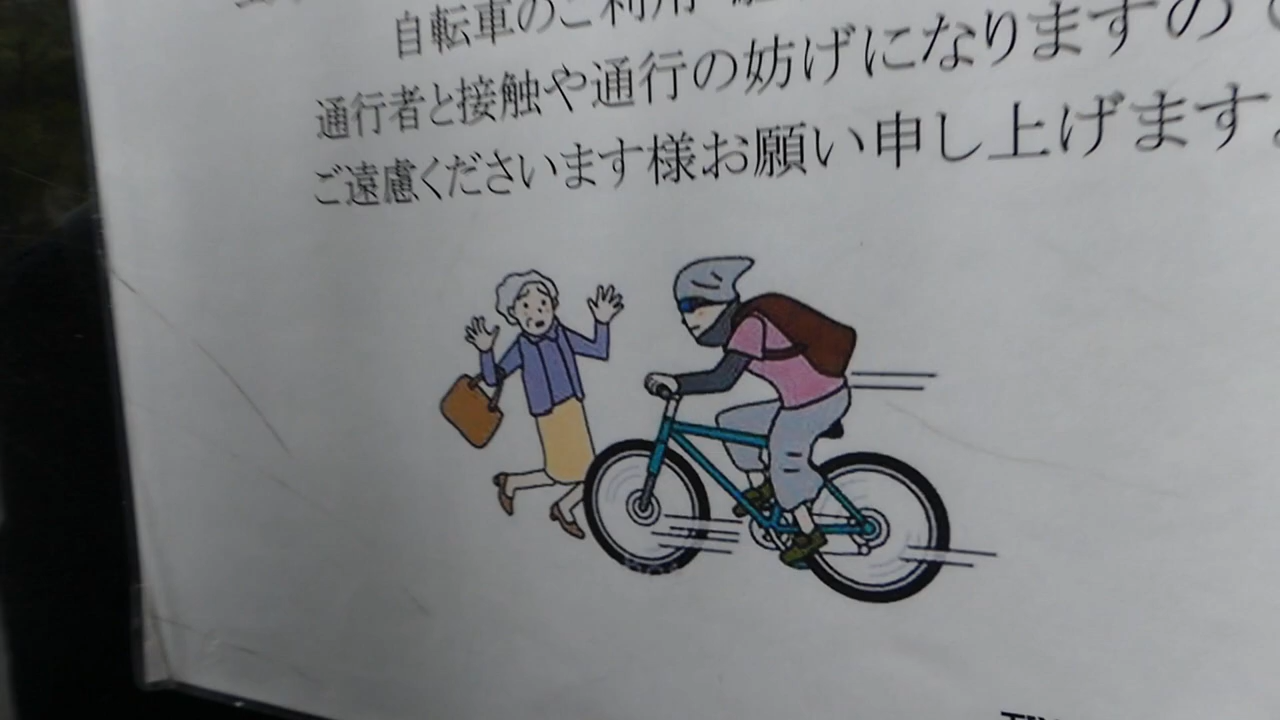 自転車のご利用
通行者と接触や通行の妨げになりますので
ご遠慮くださいます様お願い申し上げます。